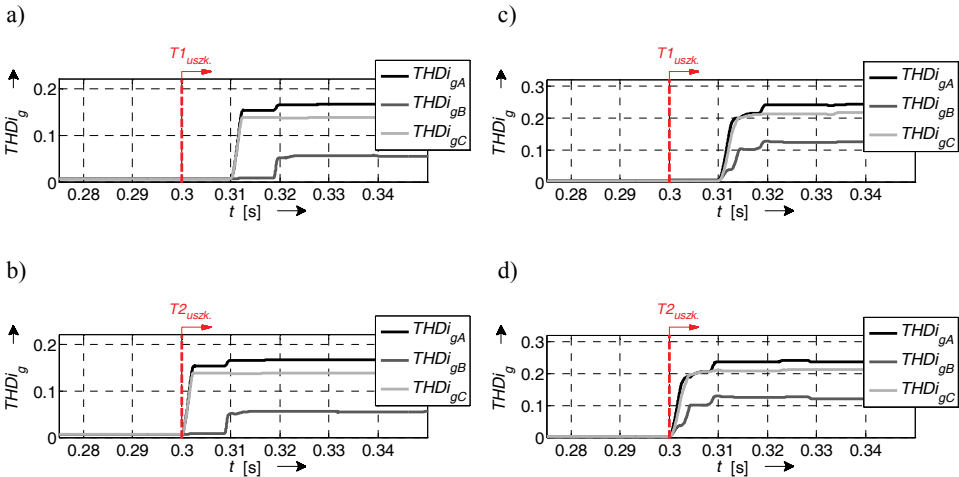 a)
T1uszk.
THDig
0.2
0.1
0
0.28 0.29 0.3 0.31 0.32 0.33 0.34
t [s]
THDigA
THDigB
THDigC
c)
T1uszk.
THDig
0.3
0.2
0.1
0
0.28 0.29 0.3 0.31 0.32 0.33 0.34
t [s]
THDigA
THDigB
THDigC
b)
T2uszk.
THDig
0.2
0.1
0
0.28 0.29 0.3 0.31 0.32 0.33 0.34
t [s]
THDigA
THDigB
THDigC
d)
T2uszk.
THDig
0.3
0.2
0.1
0
0.28 0.29 0.3 0.31 0.32 0.33 0.34
t [s]
THDigA
THDigB
THDigC